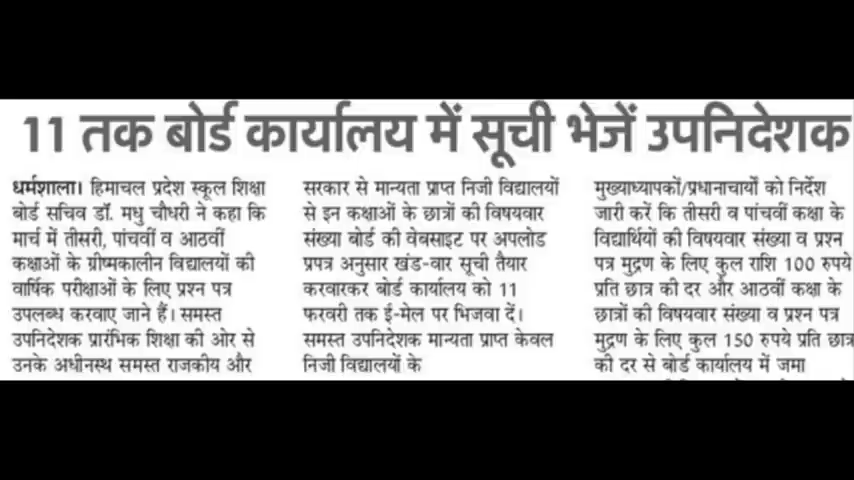 11 तक बोर्ड कार्यालय में सूची भेजें उपनिदेशक
धर्मशाला। हिमाचल प्रदेश स्कूल शिक्षा
बोर्ड सचिव डॉ. मधु चौधरी ने कहा कि
मार्च में तीसरी, पांचवीं व आठवीं
कक्षाओं के ग्रीष्मकालीन विद्यालयों की
वार्षिक परीक्षाओं के लिए प्रश्न पत्र
उपलब्ध करवाए जाने हैं। समस्त
उपनिदेशक प्रारंभिक शिक्षा की ओर से
उनके अधीनस्थ समस्त राजकीय और
सरकार से मान्यता प्राप्त निजी विद्यालयों
से इन कक्षाओं के छात्रों की विषयवार
संख्या बोर्ड की वेबसाइट पर अपलोड
प्रपत्र अनुसार खंड-वार सूची तैयार
करवाकर बोर्ड कार्यालय को 11
फरवरी तक ई-मेल पर भिजवा दें।
समस्त उपनिदेशक मान्यता प्राप्त केवल
निजी विद्यालयों के
मुख्याध्यापकों/प्रधानाचार्यों को निर्देश
जारी करें कि तीसरी व पांचवीं कक्षा के
विद्यार्थियों की विषयवार संख्या व प्रश्न
पत्र मुद्रण के लिए कुल राशि 100 रुपये
प्रति छात्र की दर और आठवीं कक्षा के
छात्रों की विषयवार संख्या व प्रश्न पत्र
मुद्रण के लिए कुल 150 रुपये प्रति छात्र
की दर से बोर्ड कार्यालय में जमा